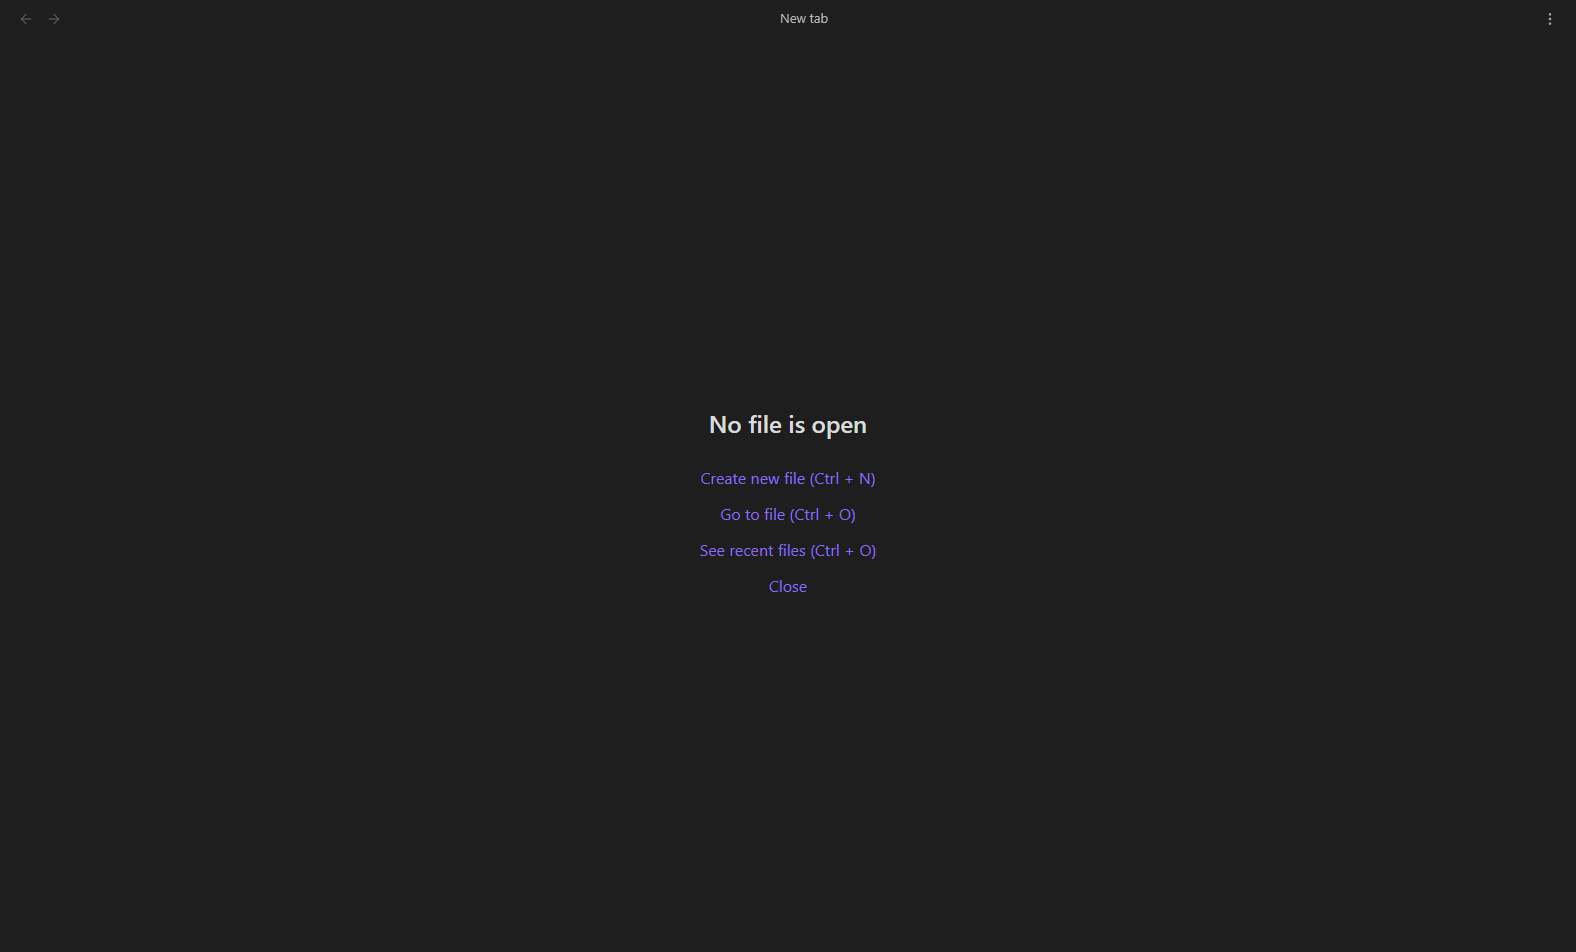 New tab
No file is open
Create new file (Ctrl + N)
Go to file (Ctrl + O)
See recent files (Ctrl + O)
Close